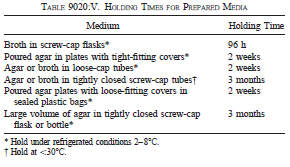 TABLE 9020:V. HOLDING TIMES FOR PREPARED MEDIA
Medium Holding Time
Broth in screw-cap flasks* 96 h
Poured agar in plates with tight-fitting covers* 2 weeks
Agar or broth in loose-cap tubes* 2 weeks
Agar or broth in tightly closed screw-cap tubes† 3 months
Poured agar plates with loose-fitting covers in 2 weeks
sealed plastic bags*
Large volume of agar in tightly closed screw-cap 3 months
flask or bottle*
* Hold under refrigerated conditions 2–8°C.
† Hold at <30°C.